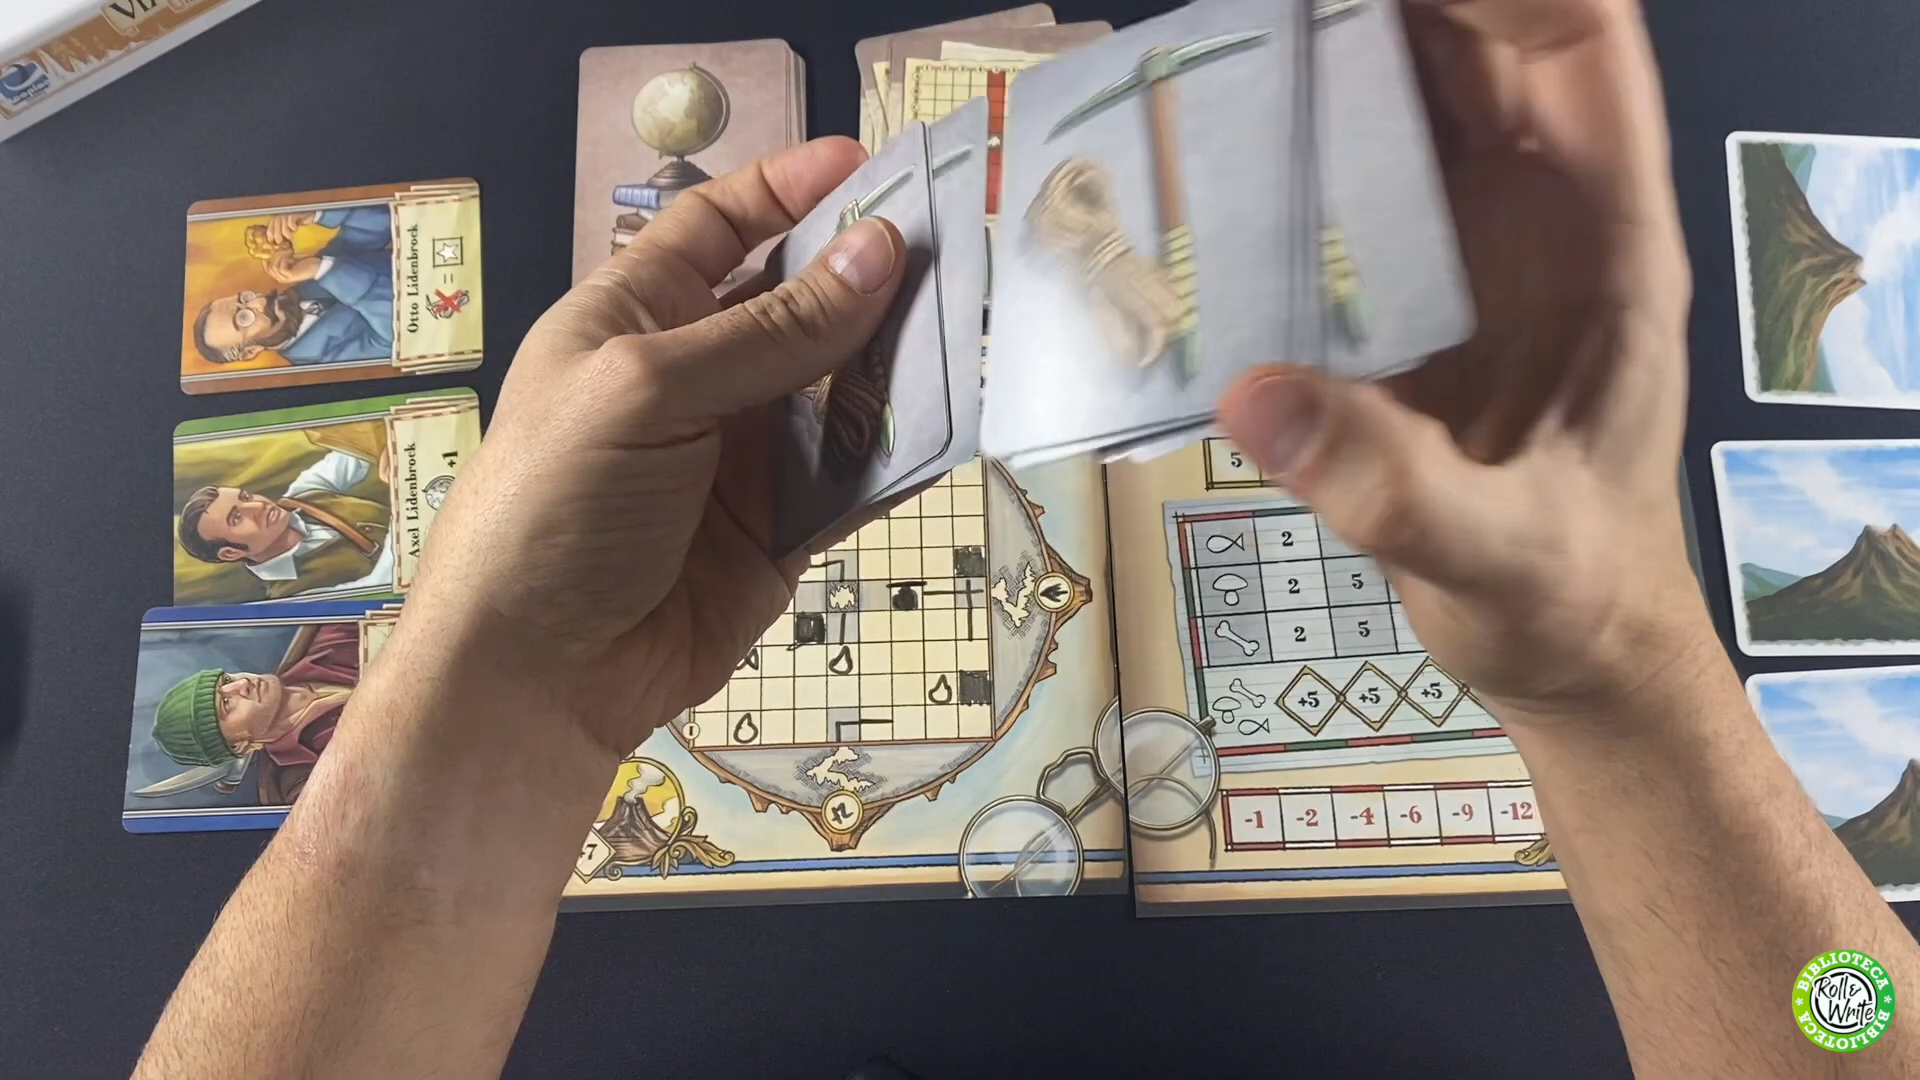 Otto Lidenbrock
=
Axel Lidenbrock
+1
5
2
2 5
2 5
+5 +5 +5
-1 -2 -4 -6 -9 -12
BIBLIOTECA
Roll&
Write
BIBLIOTECA